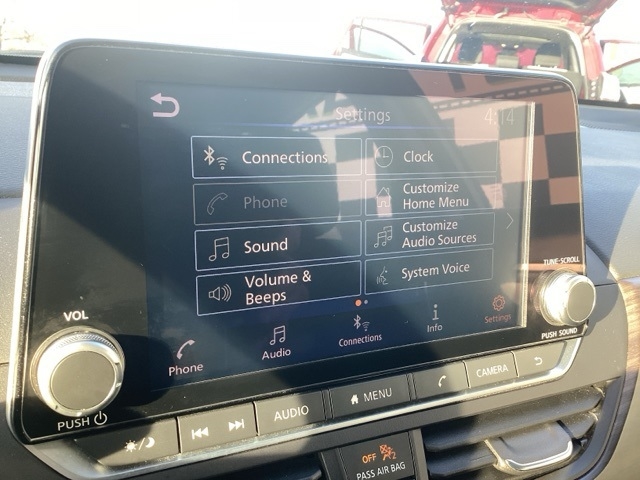 Settings
4:14
Connections
Clock
Phone
Customize
Home Menu
Sound
Customize
Audio Sources
Volume &
Beeps
System Voice
Phone
Audio
Connections
Info
Settings
VOL
PUSH
TUNE·SCROLL
PUSH SOUND
AUDIO
MENU
CAMERA
OFF
PASS AIR BAG